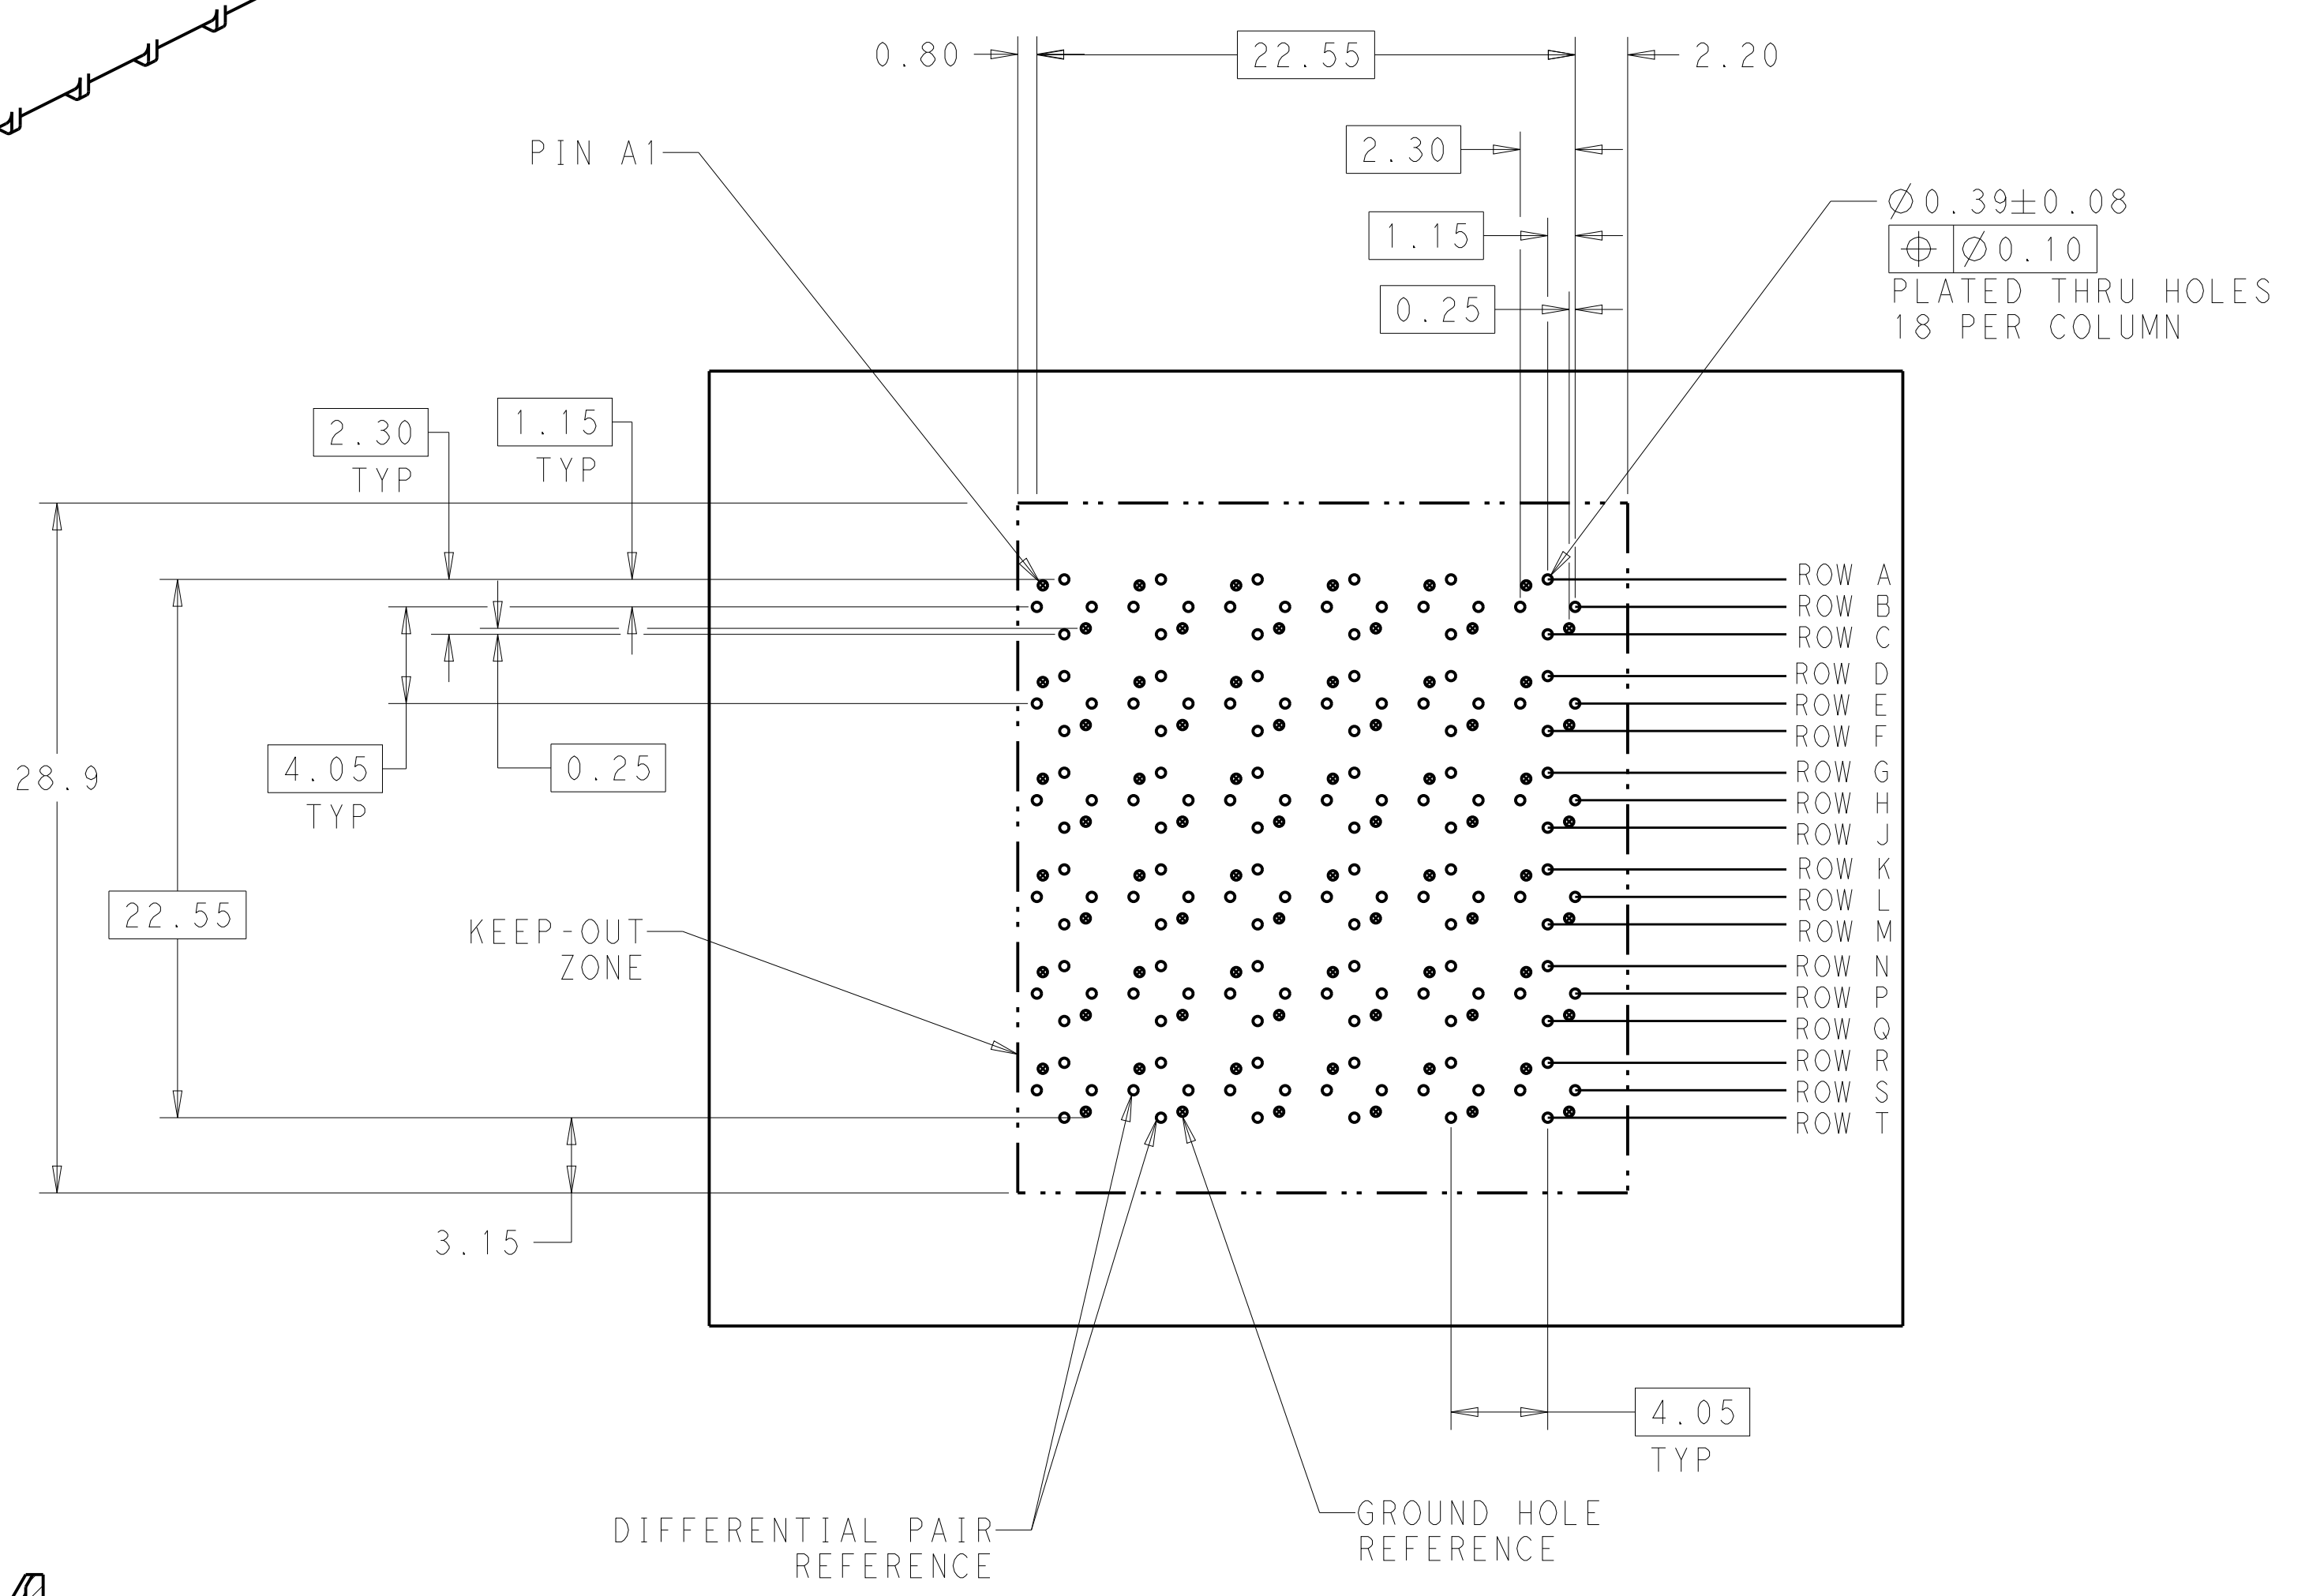 0.80
22.55
2.20
PIN A1
2.30
1.15
0.25
Ø0.39±0.08
⌖ Ø0.10
PLATED THRU HOLES
18 PER COLUMN
2.30
TYP
1.15
TYP
28.9
4.05
TYP
0.25
22.55
KEEP-OUT
ZONE
3.15
ROW A
ROW B
ROW C
ROW D
ROW E
ROW F
ROW G
ROW H
ROW J
ROW K
ROW L
ROW M
ROW N
ROW P
ROW Q
ROW R
ROW S
ROW T
4.05
TYP
DIFFERENTIAL PAIR
REFERENCE
GROUND HOLE
REFERENCE